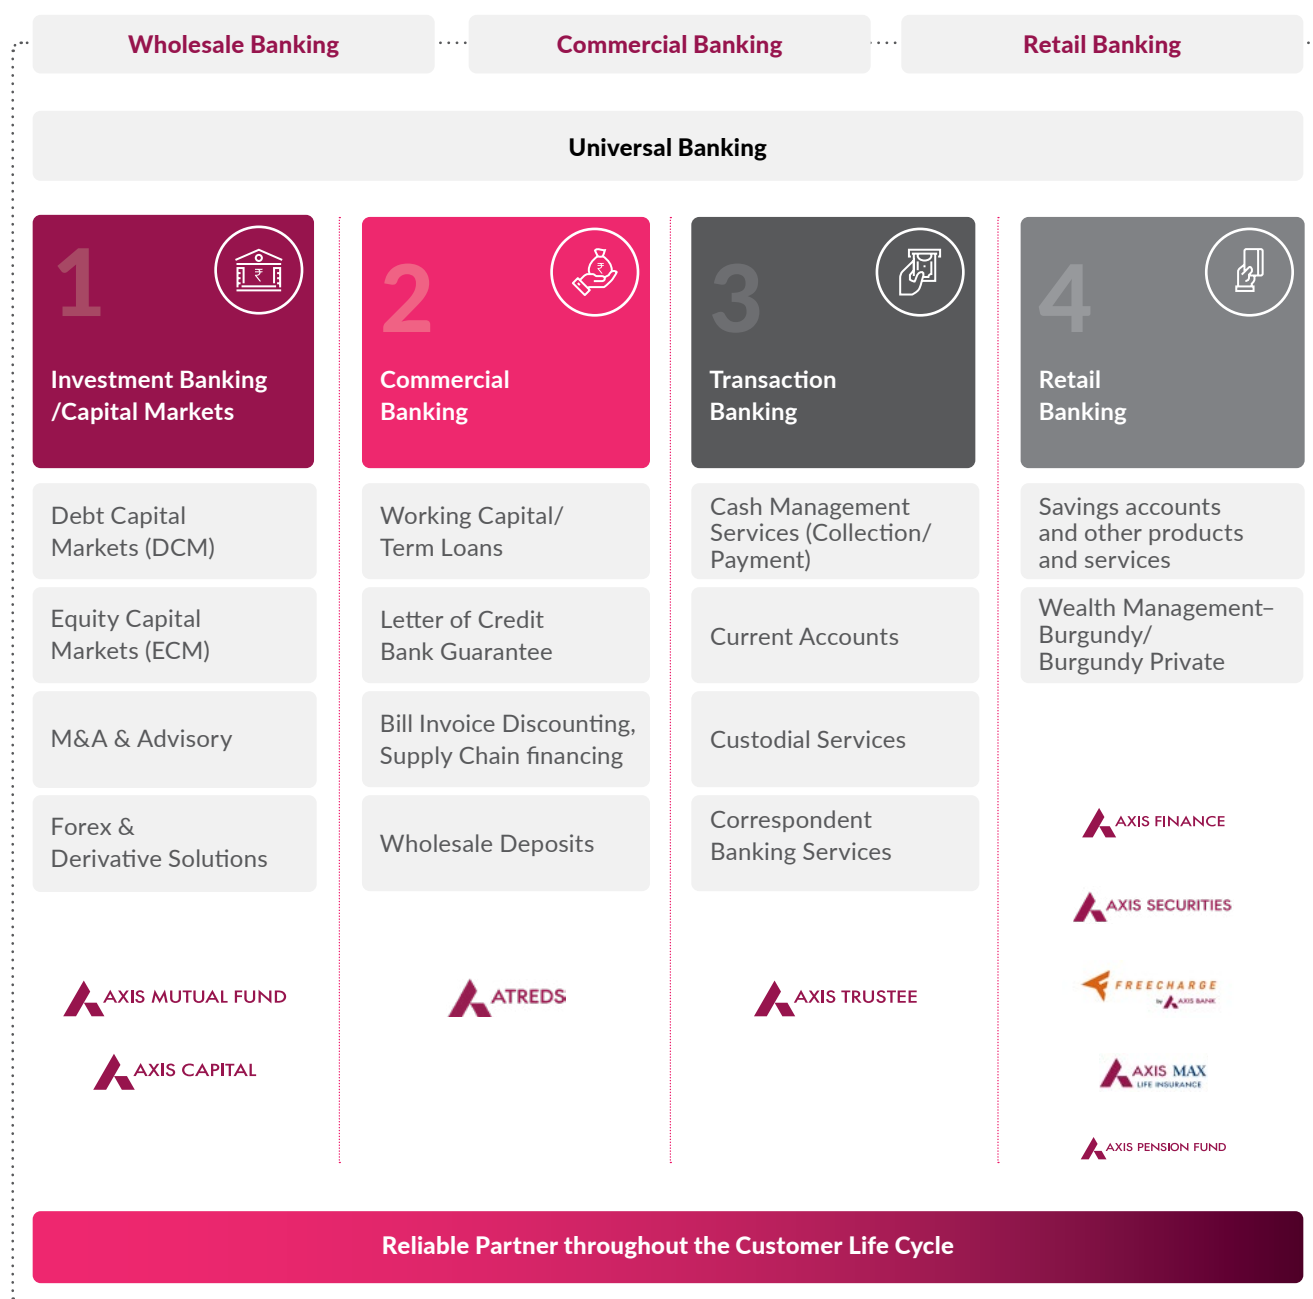 Wholesale Banking
Commercial Banking
Retail Banking
Universal Banking
1
Investment Banking
/Capital Markets
Debt Capital
Markets (DCM)
Equity Capital
Markets (ECM)
M&A & Advisory
Forex &
Derivative Solutions
AXIS MUTUAL FUND
AXIS CAPITAL
2
Commercial
Banking
Working Capital/
Term Loans
Letter of Credit
Bank Guarantee
Bill Invoice Discounting,
Supply Chain financing
Wholesale Deposits
ATREDS
3
Transaction
Banking
Cash Management
Services (Collection/
Payment)
Current Accounts
Custodial Services
Correspondent
Banking Services
AXIS TRUSTEE
4
Retail
Banking
Savings accounts
and other products
and services
Wealth Management–
Burgundy/
Burgundy Private
AXIS FINANCE
AXIS SECURITIES
FREECHARGE
by AXIS BANK
AXIS MAX
LIFE INSURANCE
AXIS PENSION FUND
Reliable Partner throughout the Customer Life Cycle